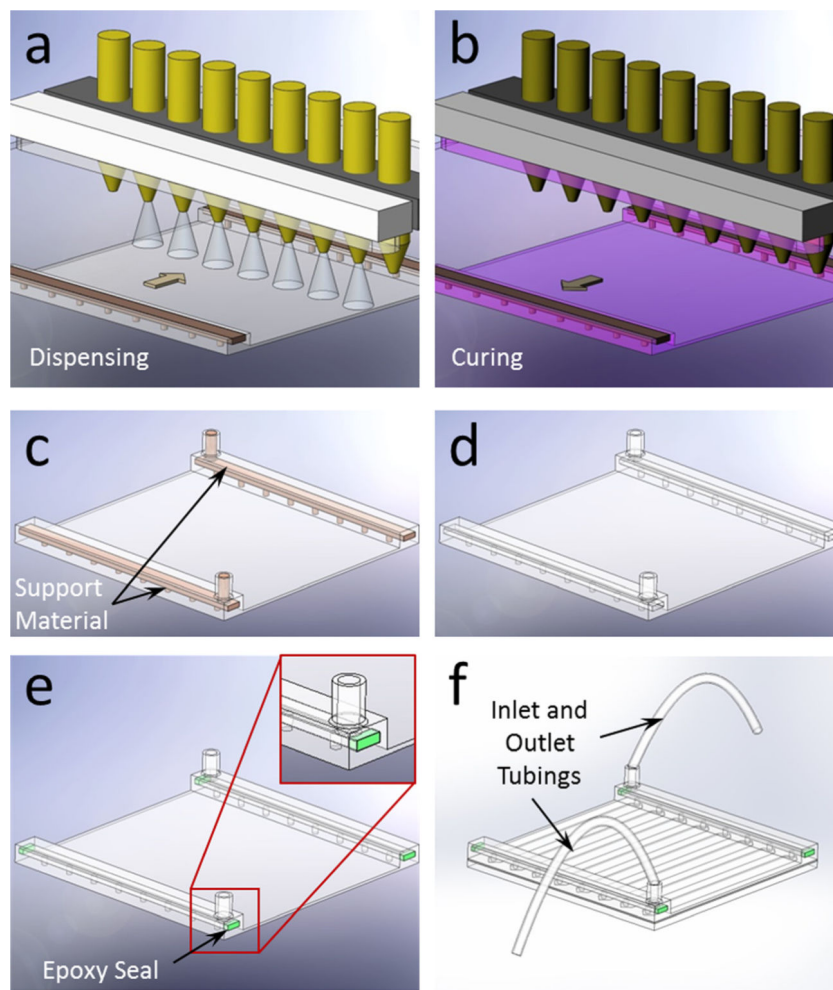 a
Dispensing
b
Curing
c
Support
Material
d
e
Epoxy Seal
f
Inlet and
Outlet
Tubings